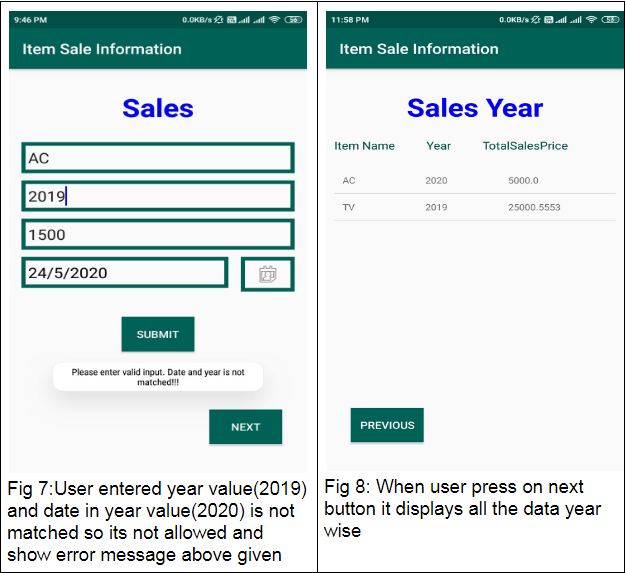 9:46 PM 0.0KB/s 58
Item Sale Information
Sales
AC
2019
1500
24/5/2020
SUBMIT
Please enter valid input. Date and year is not
matched!!!
NEXT
Fig 7:User entered year value(2019)
and date in year value(2020) is not
matched so its not allowed and
show error message above given
11:58 PM 0.0KB/s
Item Sale Information
Sales Year
Item Name Year TotalSalesPrice
AC 2020 5000.0
TV 2019 25000.5553
PREVIOUS
Fig 8: When user press on next
button it displays all the data year
wise